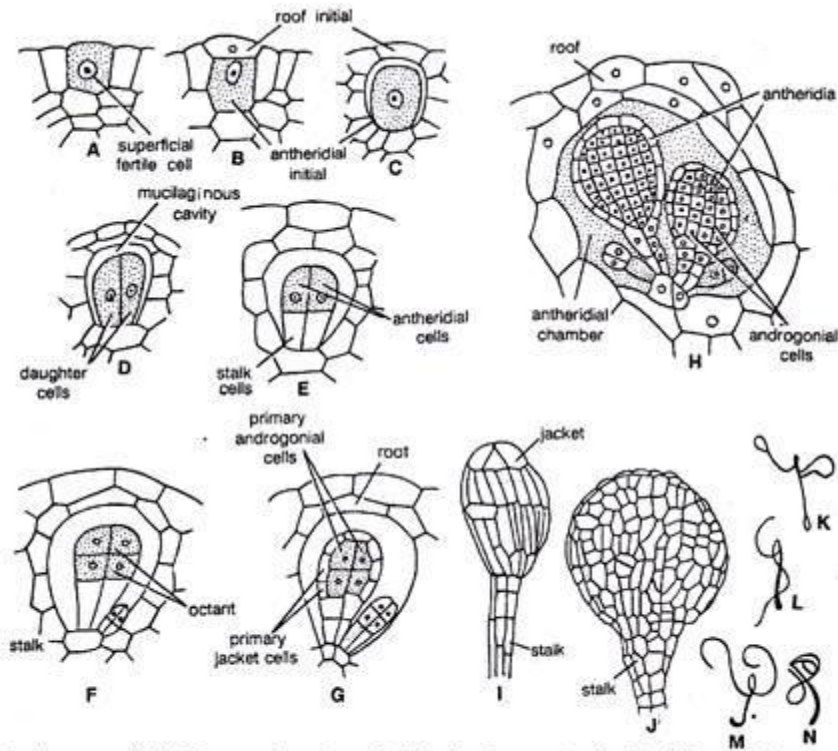 roof initial
A
superficial
fertile cell
B
antheridial
initial
C
roof
antheridia
antheridial
chamber
androgonial
cells
H
mucilaginous
cavity
daughter
cells
D
stalk
cells
E
antheridial
cells
primary
androgonial
cells
root
stalk
octant
F
primary
jacket cells
G
jacket
stalk
I
stalk
J
K
L
M
N